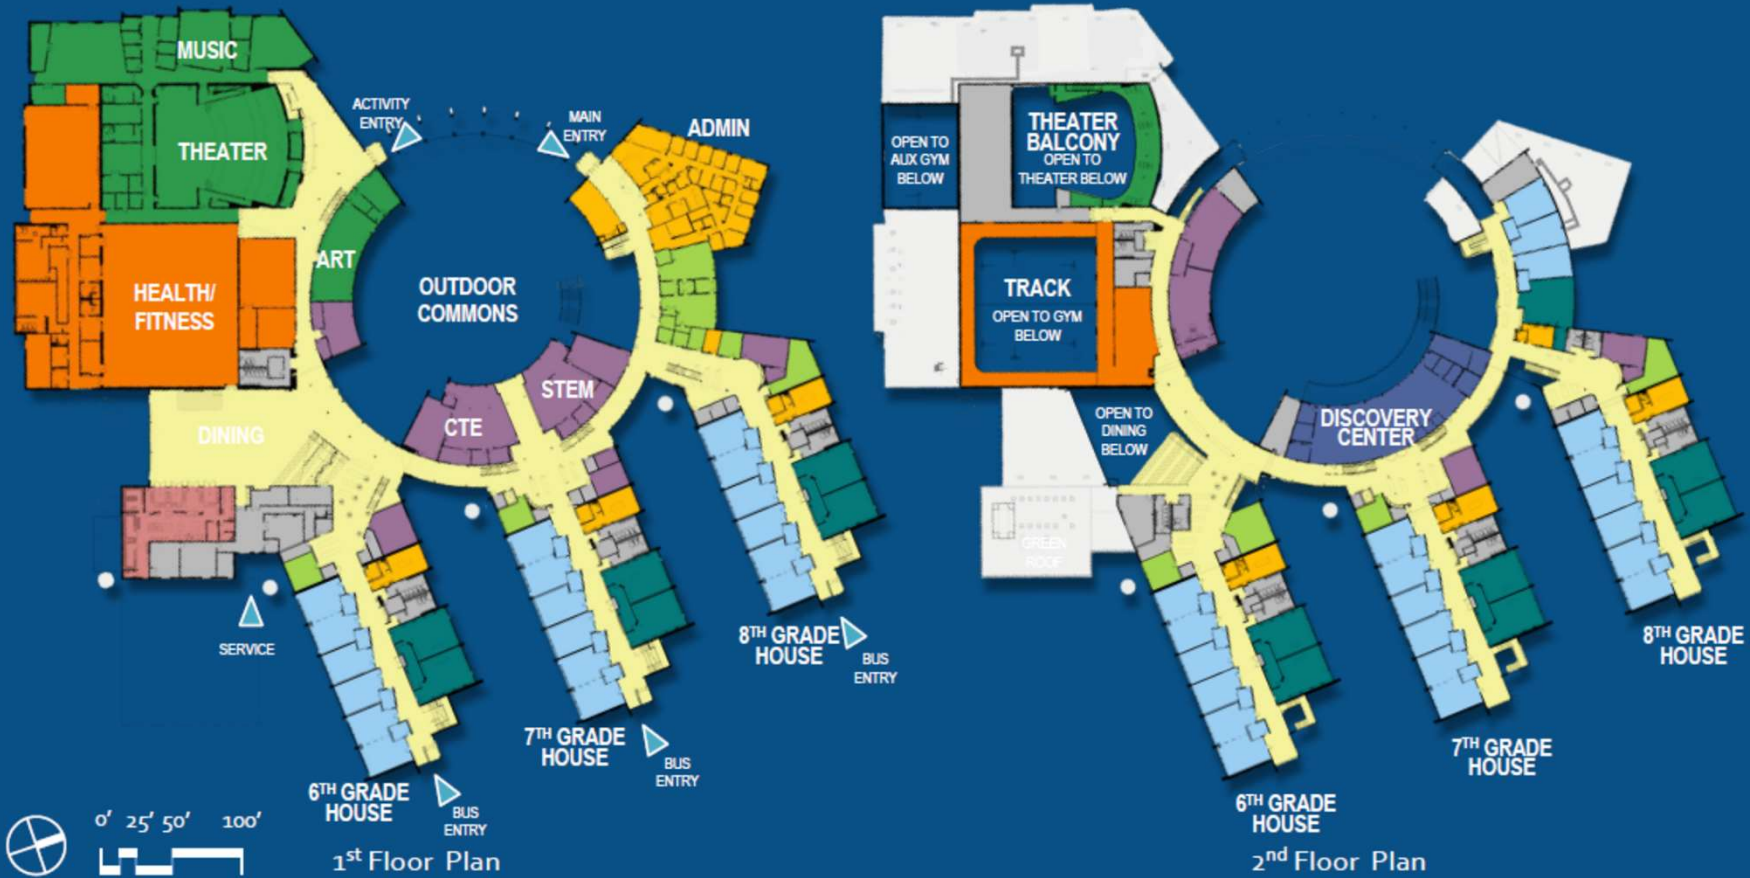 MUSIC
THEATER
ACTIVITY
ENTRY
MAIN
ENTRY
ADMIN
ART
HEALTH/
FITNESS
OUTDOOR
COMMONS
STEM
CTE
DINING
SERVICE
6TH GRADE
HOUSE
BUS
ENTRY
7TH GRADE
HOUSE
BUS
ENTRY
8TH GRADE
HOUSE
BUS
ENTRY
0' 25' 50' 100'
1st Floor Plan
OPEN TO
AUX GYM
BELOW
THEATER
BALCONY
OPEN TO
THEATER BELOW
TRACK
OPEN TO GYM
BELOW
OPEN TO
DINING
BELOW
DISCOVERY
CENTER
GREEN
ROOF
6TH GRADE
HOUSE
7TH GRADE
HOUSE
8TH GRADE
HOUSE
2nd Floor Plan